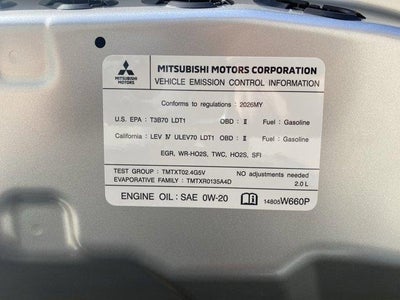 MITSUBISHI MOTORS
MITSUBISHI MOTORS CORPORATION
VEHICLE EMISSION CONTROL INFORMATION
Conforms to regulations : 2026MY
U.S. EPA : T3B70 LDT1 OBD : II Fuel : Gasoline
California : LEV IV ULEV70 LDT1 OBD : II Fuel : Gasoline
EGR, WR-HO2S, TWC, HO2S, SFI
TEST GROUP : TMTXT02.4G5V NO adjustments needed
EVAPORATIVE FAMILY : TMTXR0135A4D 2.0 L
ENGINE OIL: SAE 0W-20 14805W660P